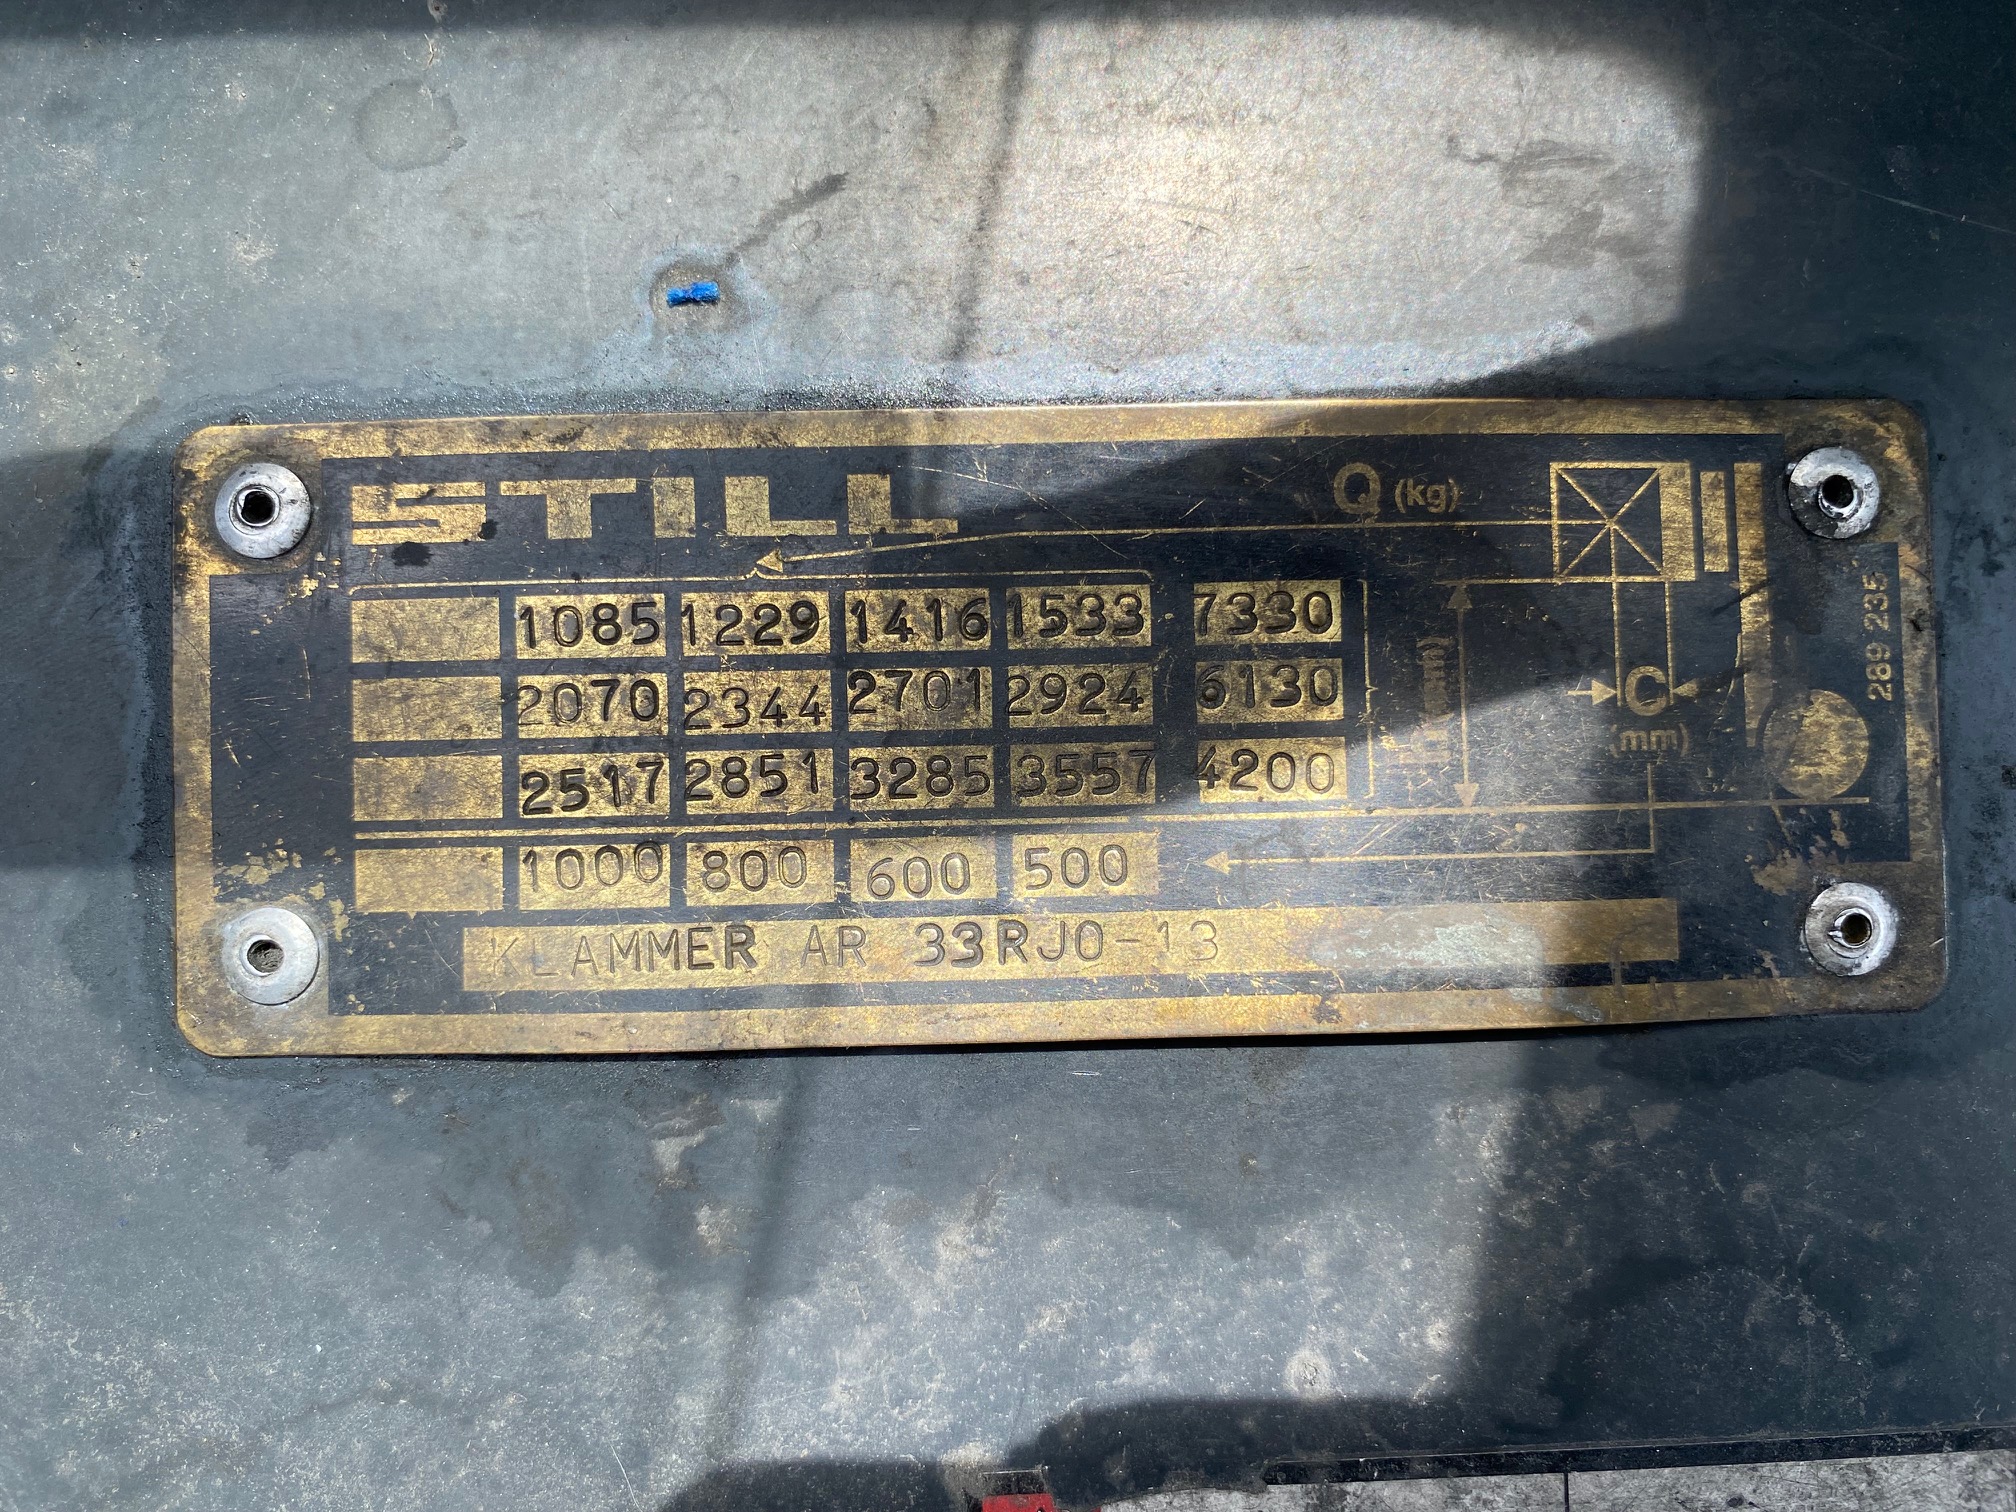 STILL
Q (kg)
1085 1229 1416 1533 7330
2070 2344 2701 2924 6130
2517 2851 3285 3557 4200
C
(mm)
1000 800 600 500
KLAMMER AR 33RJO-13
289 235